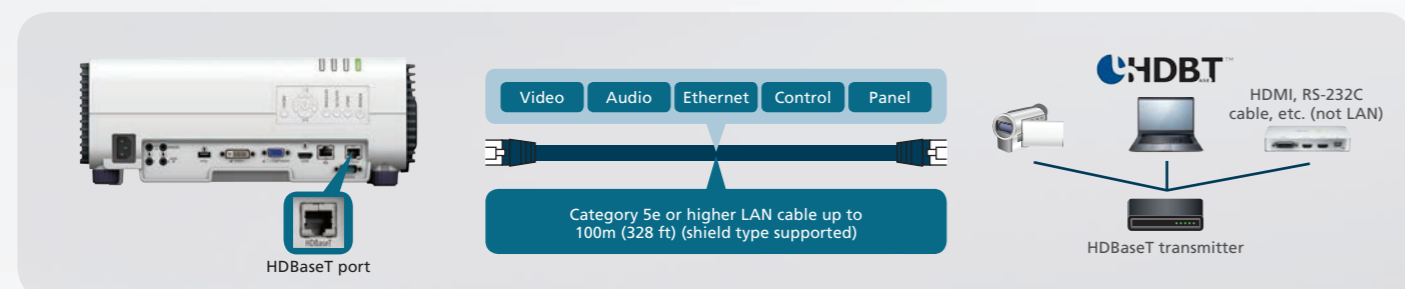 Video Audio Ethernet Control Panel
Category 5e or higher LAN cable up to
100m (328 ft) (shield type supported)
HDBaseT
HDBaseT port
HDBT
HDMI, RS-232C
cable, etc. (not LAN)
HDBaseT transmitter